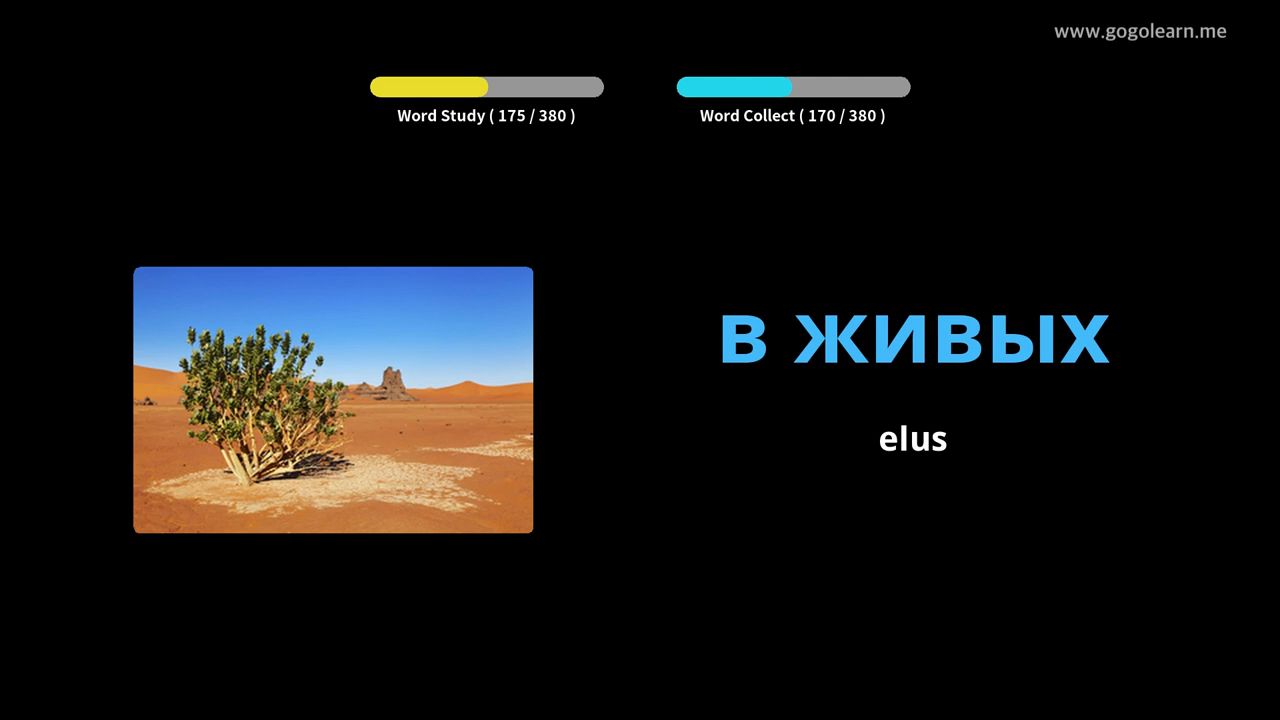 www.gogolearn.me
Word Study ( 175 / 380 )
Word Collect ( 170 / 380 )
в живых
elus